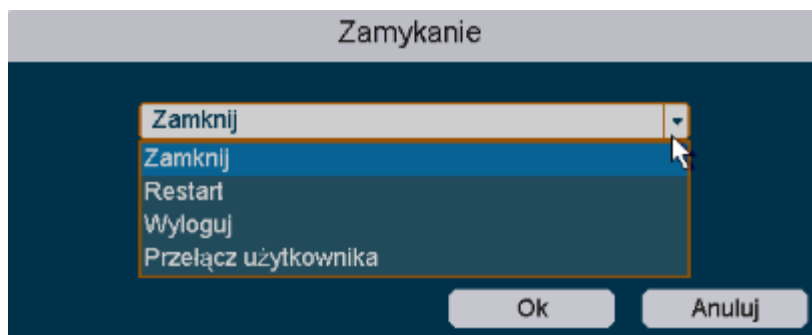 Zamykanie
Zamknij
Zamknij
Restart
Wyloguj
Przełącz użytkownika
Ok
Anuluj